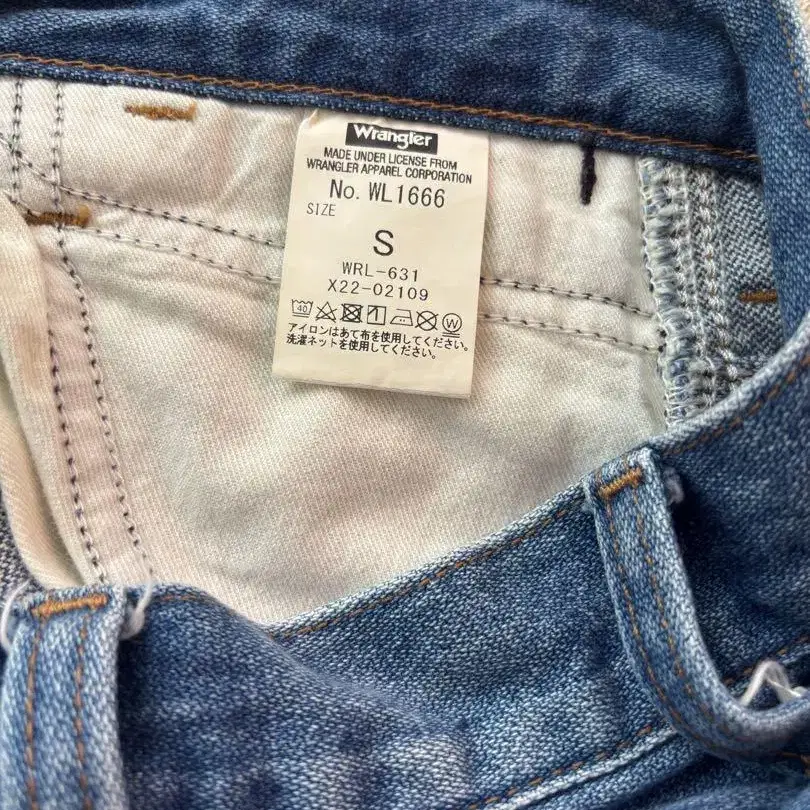 Wrangler
MADE UNDER LICENSE FROM
WRANGLER APPAREL CORPORATION
No. WL1666
SIZE
S
WRL-631
X22-02109
40 W
アイロンはあて布を使用してください。
洗濯ネットを使用してください。